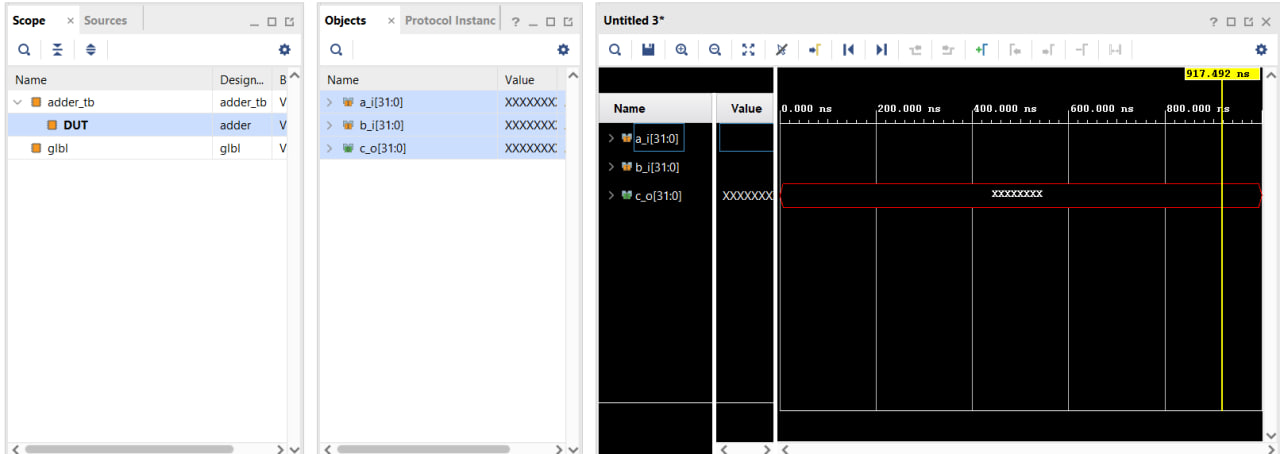 Scope × Sources
Name Design... B
adder_tb adder_tb V
DUT adder V
glbl glbl V
Objects × Protocol Instanc ?
Name Value
a_i[31:0] XXXXXXX
b_i[31:0] XXXXXXX
c_o[31:0] XXXXXXX
Untitled 3* ?
917.492 ns
Name Value 0.000 ns 200.000 ns 400.000 ns 600.000 ns 800.000 ns
a_i[31:0]
b_i[31:0]
c_o[31:0] XXXXXXX XXXXXXXX